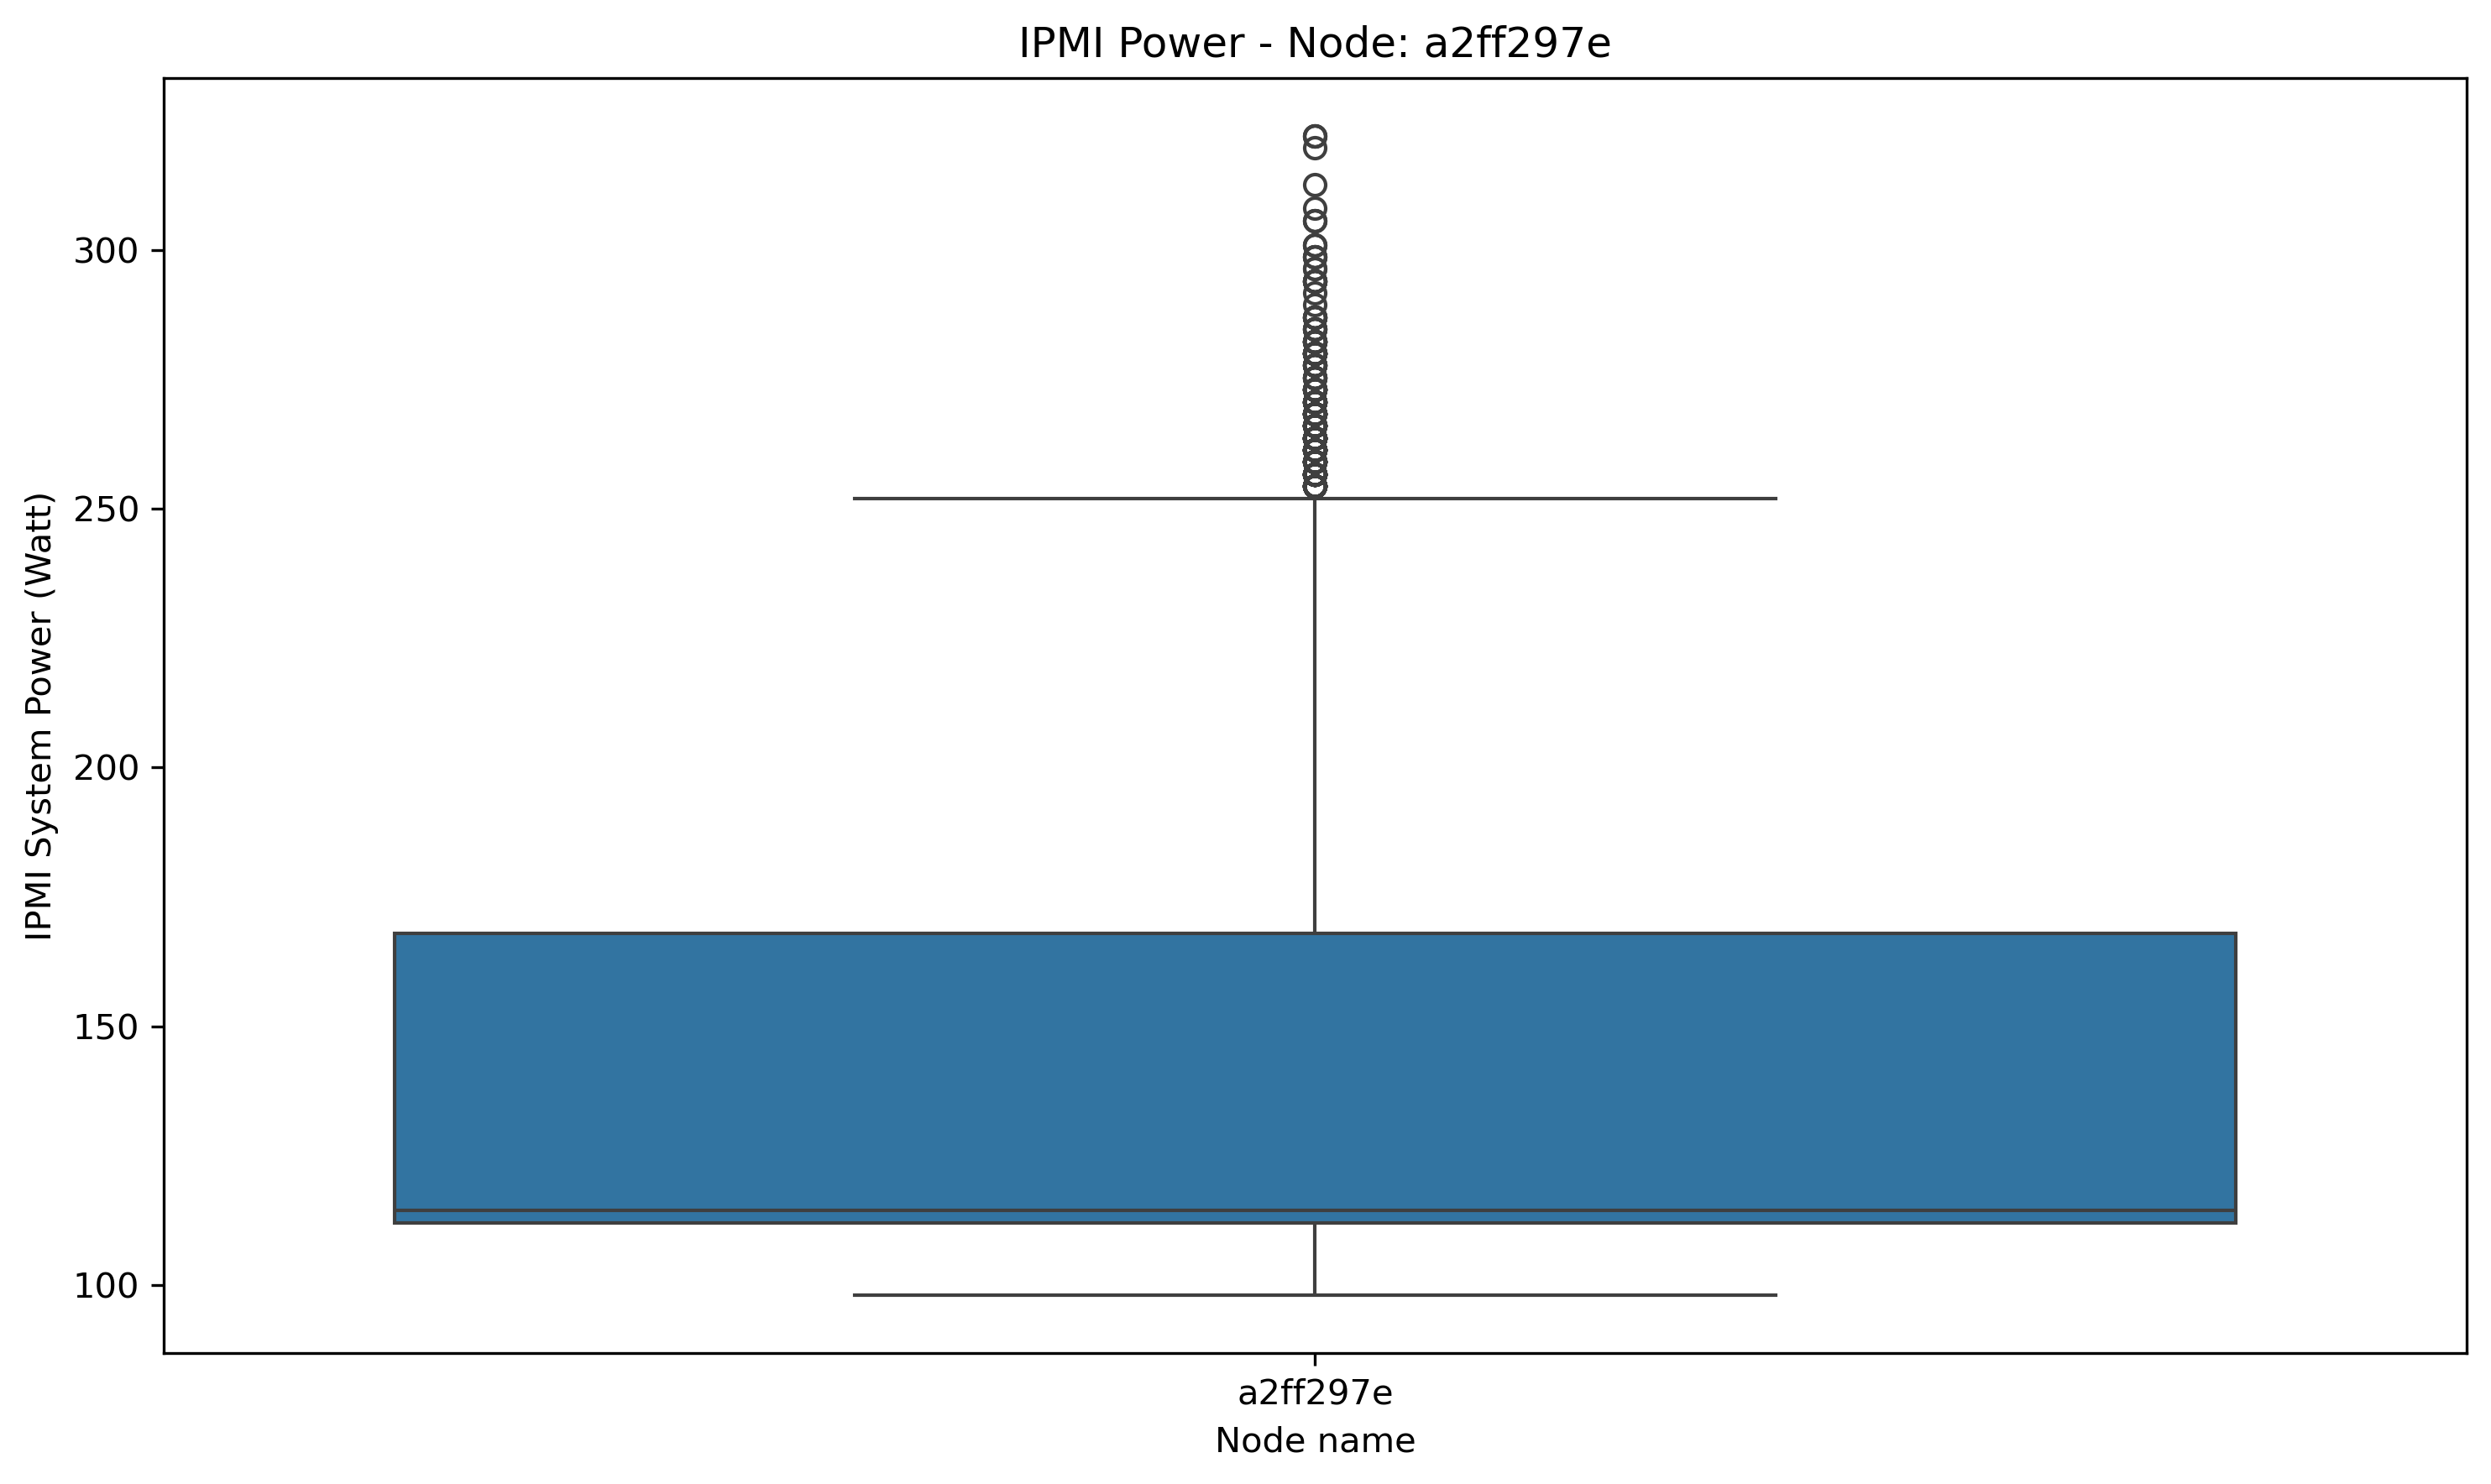 IPMI Power - Node: a2ff297e
IPMI System Power (Watt)
300
250
200
150
100
a2ff297e
Node name